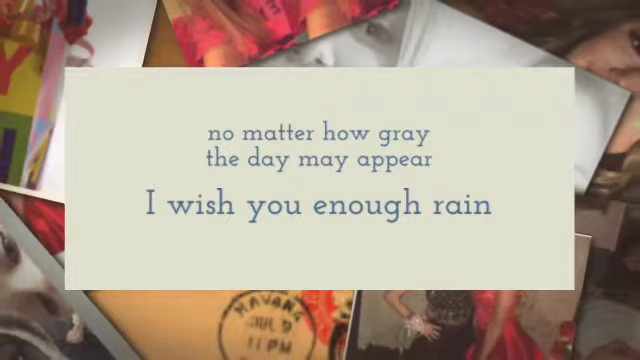 no matter how gray
the day may appear
I wish you enough rain
HAVANA
JUL 9
11 PM